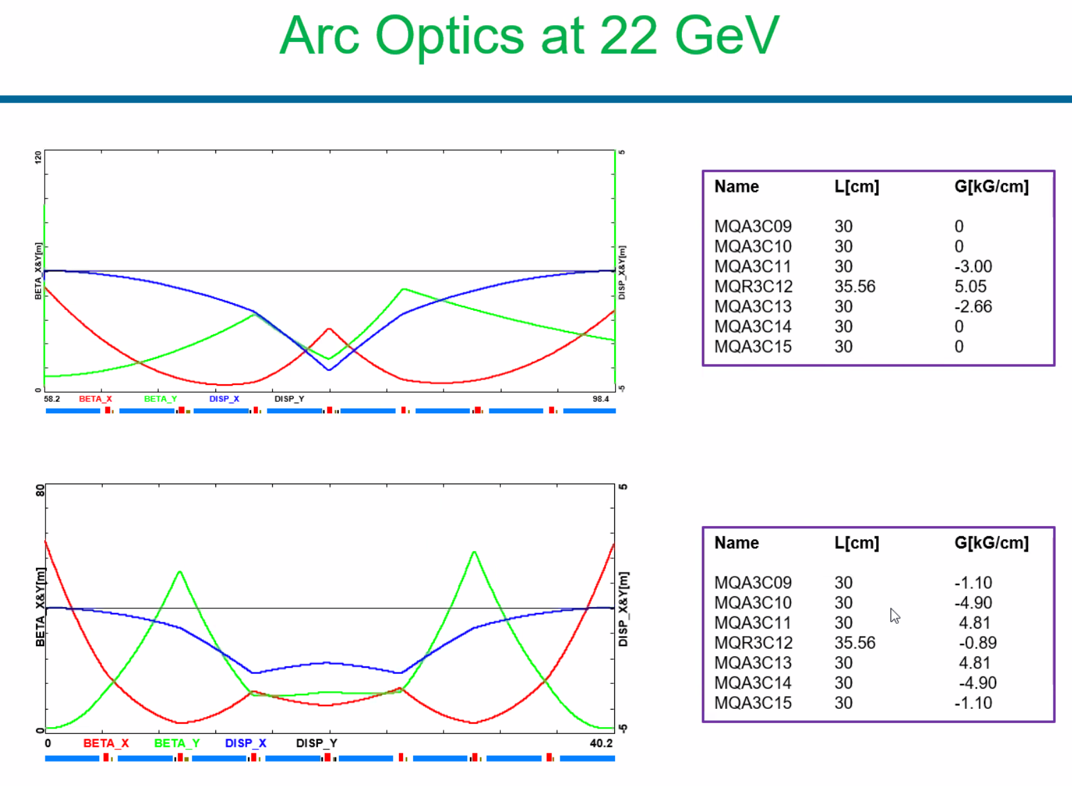 Arc Optics at 22 GeV
120
5
BETA_X&Y[m]
DISP_X&Y[m]
0
-5
58.2 BETA_X BETA_Y DISP_X DISP_Y 98.4
Name L[cm] G[kG/cm]
MQA3C09 30 0
MQA3C10 30 0
MQA3C11 30 -3.00
MQR3C12 35.56 5.05
MQA3C13 30 -2.66
MQA3C14 30 0
MQA3C15 30 0
80
5
BETA_X&Y[m]
DISP_X&Y[m]
0
-5
0 BETA_X BETA_Y DISP_X DISP_Y 40.2
Name L[cm] G[kG/cm]
MQA3C09 30 -1.10
MQA3C10 30 -4.90
MQA3C11 30 4.81
MQR3C12 35.56 -0.89
MQA3C13 30 4.81
MQA3C14 30 -4.90
MQA3C15 30 -1.10